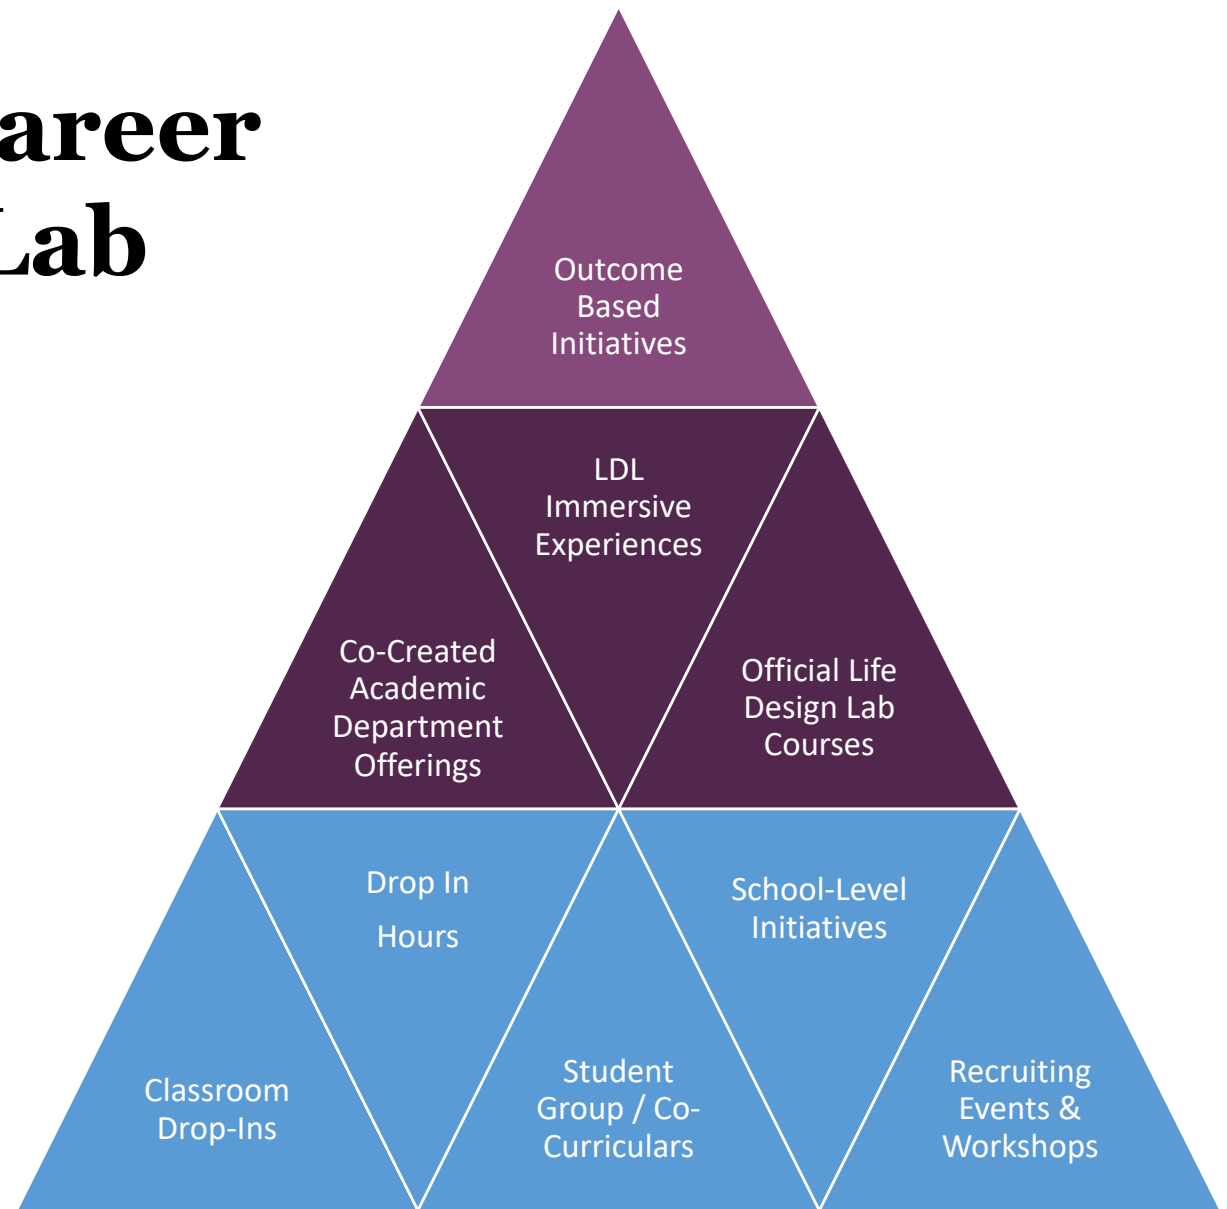 areer
Lab
Outcome
Based
Initiatives
LDL
Immersive
Experiences
Co-Created
Academic
Department
Offerings
Official Life
Design Lab
Courses
Drop In
Hours
School-Level
Initiatives
Classroom
Drop-Ins
Student
Group / Co-
Curriculars
Recruiting
Events &
Workshops